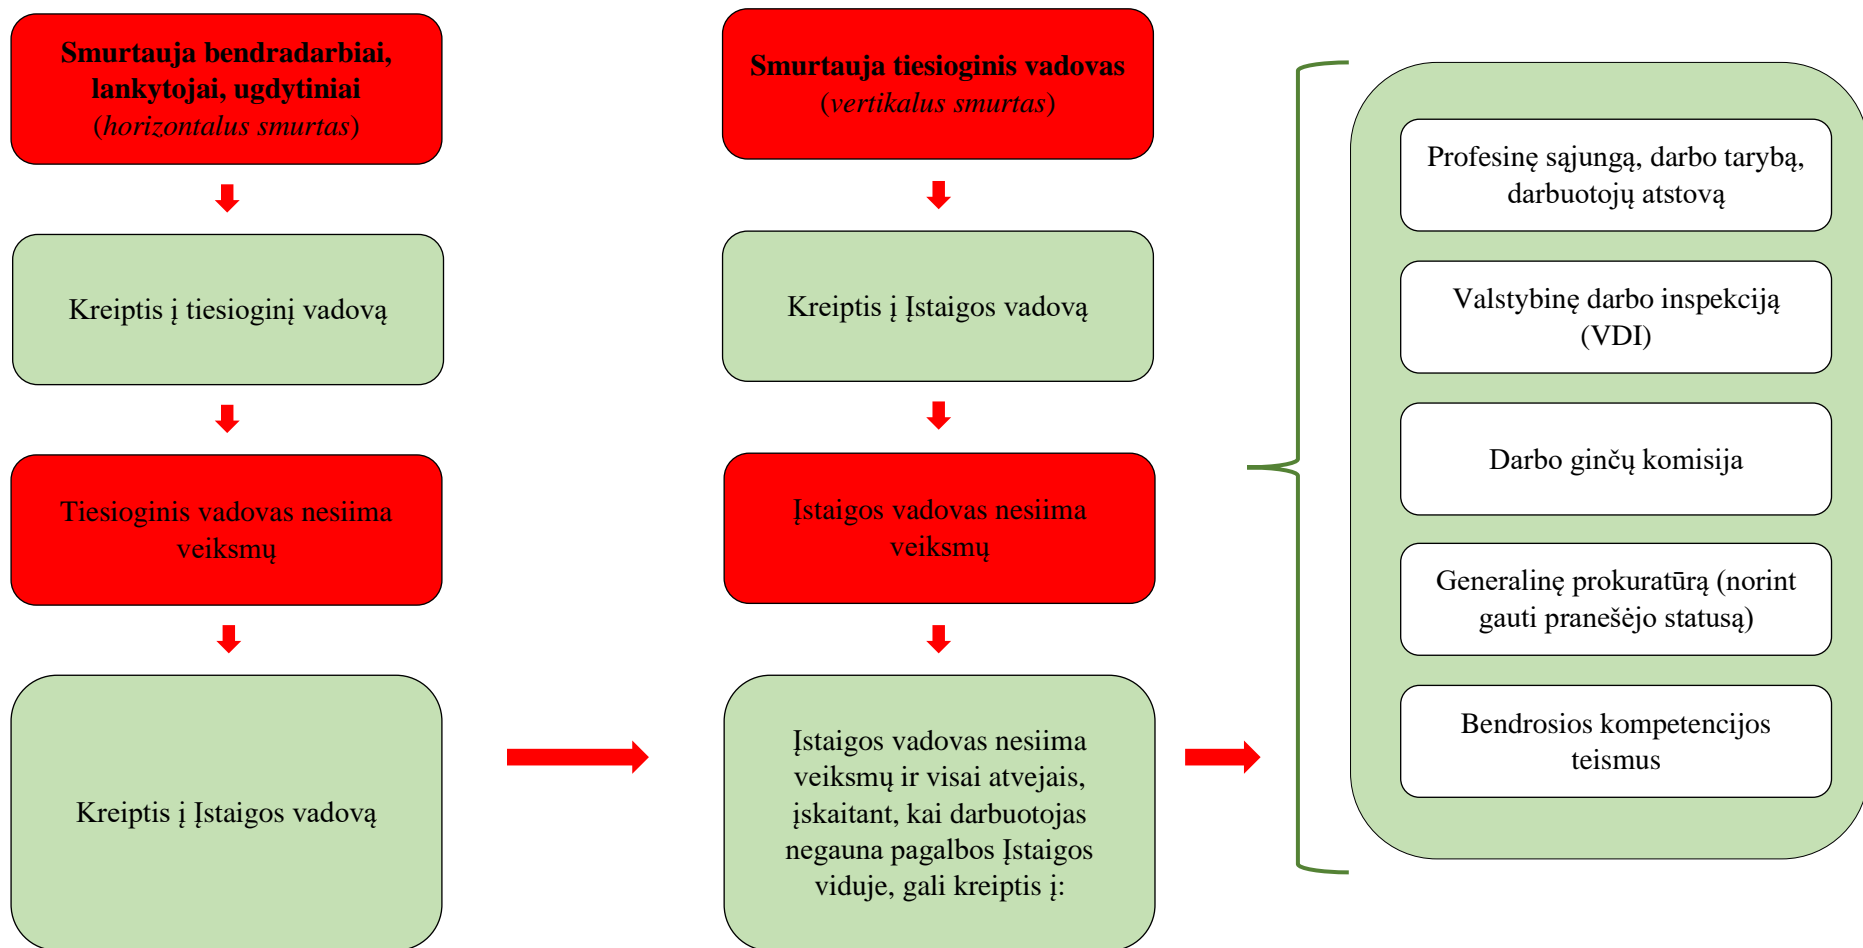 Smurtauja bendradarbiai,
lankytojai, ugdytiniai
(horizontalus smurtas)
Kreiptis į tiesioginį vadovą
Tiesioginis vadovas nesiima
veiksmų
Kreiptis į Įstaigos vadovą
Smurtauja tiesioginis vadovas
(vertikalus smurtas)
Kreiptis į Įstaigos vadovą
Įstaigos vadovas nesiima
veiksmų
Įstaigos vadovas nesiima
veiksmų ir visai atvejais,
įskaitant, kai darbuotojas
negauna pagalbos Įstaigos
viduje, gali kreiptis į:
Profesinę sąjungą, darbo tarybą,
darbuotojų atstovą
Valstybinę darbo inspekciją
(VDI)
Darbo ginčų komisija
Generalinę prokuratūrą (norint
gauti pranešėjo statusą)
Bendrosios kompetencijos
teismus